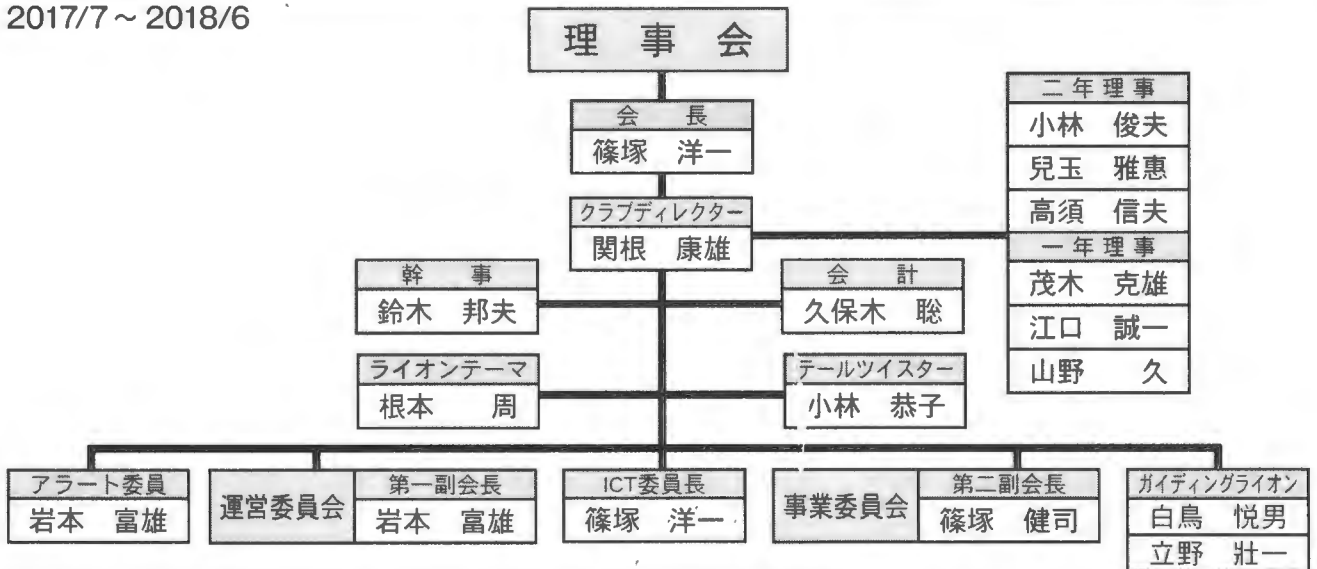 2017/7～2018/6
理事会
会長
篠塚 洋一
クラブディレクター
関根 康雄
二年理事
小林 俊夫
兒玉 雅惠
高須 信夫
一年理事
茂木 克雄
江口 誠一
山野 久
幹事
鈴木 邦夫
会計
久保木 聡
ライオンテーマ
根本 周
テールツイスター
小林 恭子
アラート委員
岩本 富雄
運営委員会
第一副会長
岩本 富雄
ICT委員長
篠塚 洋一
事業委員会
第二副会長
篠塚 健司
ガイディングライオン
白鳥 悦男
立野 壯一